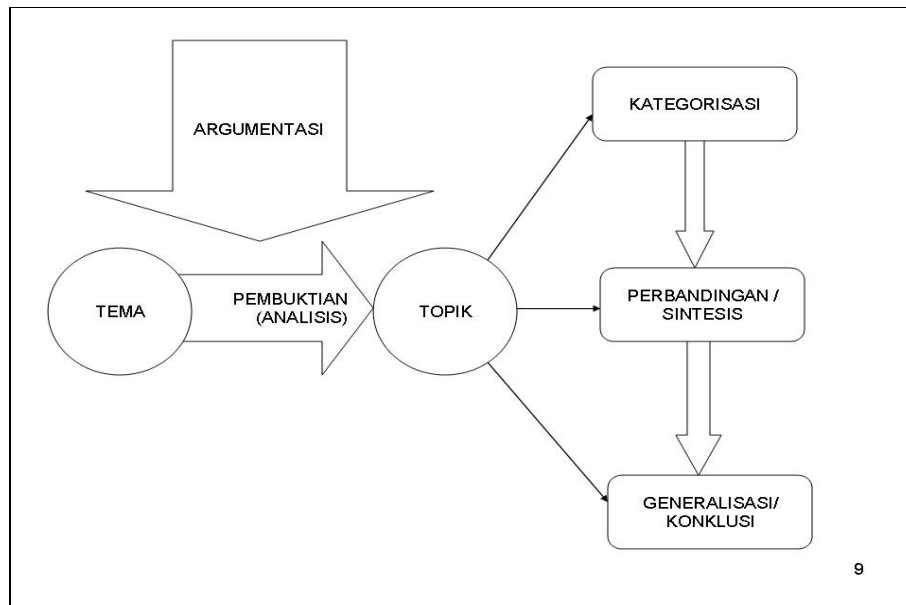 ARGUMENTASI
TEMA
PEMBUKTIAN
(ANALISIS)
TOPIK
KATEGORISASI
PERBANDINGAN /
SINTESIS
GENERALISASI/
KONKLUSI
9